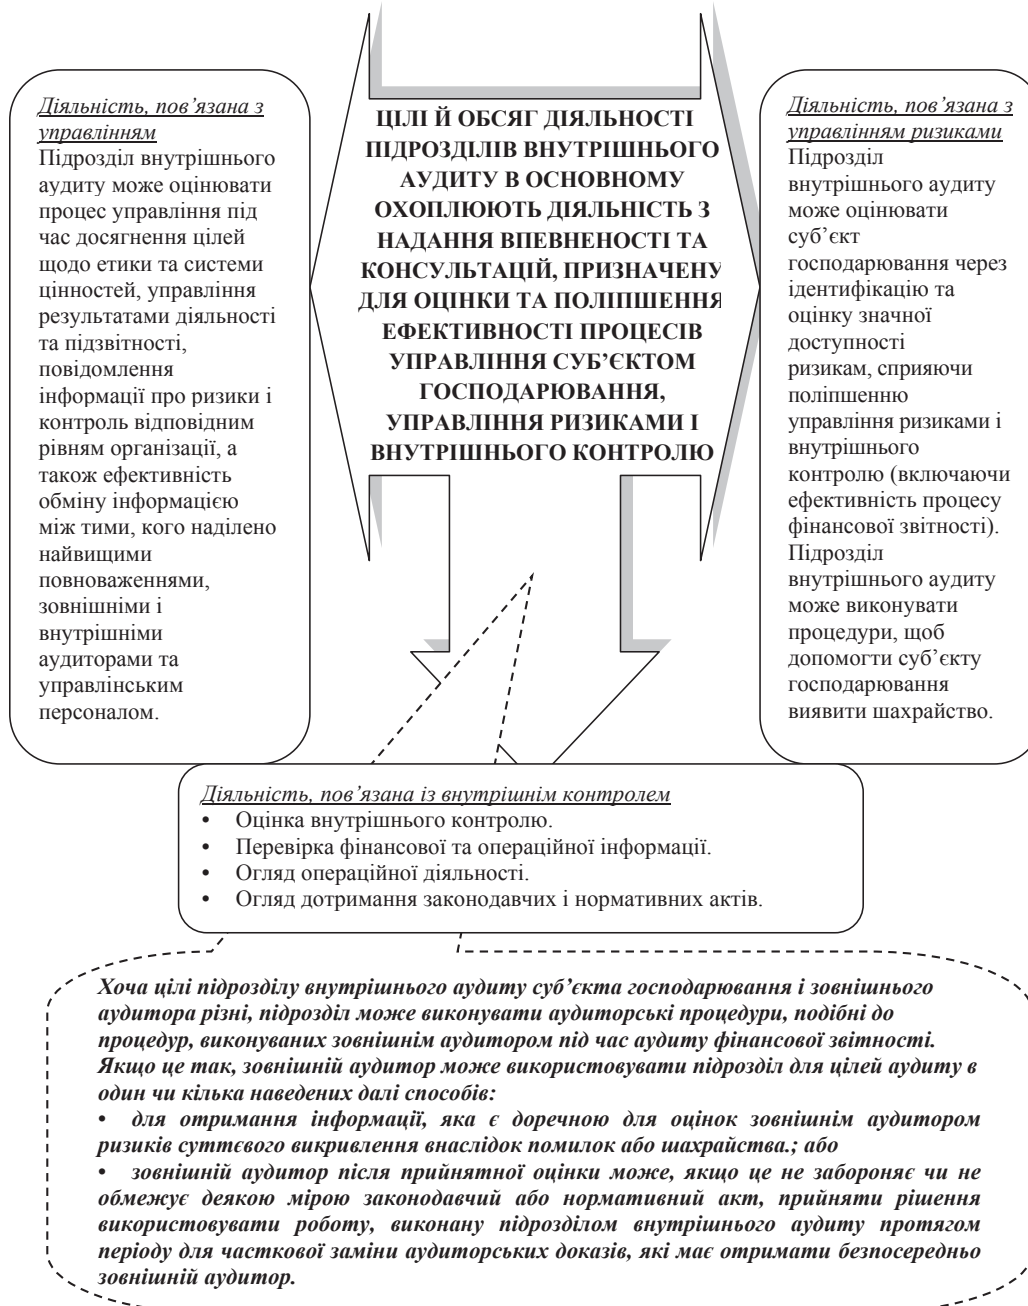 Діяльність, пов’язана з
управлінням
Підрозділ внутрішнього
аудиту може оцінювати
процес управління під
час досягнення цілей
щодо етики та системи
цінностей, управління
результатами діяльності
та підзвітності,
повідомлення
інформації про ризики і
контроль відповідним
рівням організації, а
також ефективність
обміну інформацією
між тими, кого наділено
найвищими
повноваженнями,
зовнішніми і
внутрішніми
аудиторами та
управлінським
персоналом.
ЦІЛІ Й ОБСЯГ ДІЯЛЬНОСТІ
ПІДРОЗДІЛІВ ВНУТРІШНЬОГО
АУДИТУ В ОСНОВНОМУ
ОХОПЛЮЮТЬ ДІЯЛЬНІСТЬ З
НАДАННЯ ВПЕВНЕНОСТІ ТА
КОНСУЛЬТАЦІЙ, ПРИЗНАЧЕНУ
ДЛЯ ОЦІНКИ ТА ПОЛІПШЕННЯ
ЕФЕКТИВНОСТІ ПРОЦЕСІВ
УПРАВЛІННЯ СУБ’ЄКТОМ
ГОСПОДАРЮВАННЯ,
УПРАВЛІННЯ РИЗИКАМИ І
ВНУТРІШНЬОГО КОНТРОЛЮ
Діяльність, пов’язана з
управлінням ризиками
Підрозділ
внутрішнього аудиту
може оцінювати
суб’єкт
господарювання через
ідентифікацію та
оцінку значної
доступності
ризикам, сприяючи
поліпшенню
управління ризиками і
внутрішнього
контролю (включаючи
ефективність процесу
фінансової звітності).
Підрозділ
внутрішнього аудиту
може виконувати
процедури, щоб
допомогти суб’єкту
господарювання
виявити шахрайство.
Діяльність, пов’язана із внутрішнім контролем
• Оцінка внутрішнього контролю.
• Перевірка фінансової та операційної інформації.
• Огляд операційної діяльності.
• Огляд дотримання законодавчих і нормативних актів.
Хоча цілі підрозділу внутрішнього аудиту суб’єкта господарювання і зовнішнього
аудитора різні, підрозділ може виконувати аудиторські процедури, подібні до
процедур, виконуваних зовнішнім аудитором під час аудиту фінансової звітності.
Якщо це так, зовнішній аудитор може використовувати підрозділ для цілей аудиту в
один чи кілька наведених далі способів:
• для отримання інформації, яка є доречною для оцінок зовнішнім аудитором
ризиків суттєвого викривлення внаслідок помилок або шахрайства.; або
• зовнішній аудитор після прийнятної оцінки може, якщо це не забороняє чи не
обмежує деякою мірою законодавчий або нормативний акт, прийняти рішення
використовувати роботу, виконану підрозділом внутрішнього аудиту протягом
періоду для часткової заміни аудиторських доказів, які має отримати безпосередньо
зовнішній аудитор.